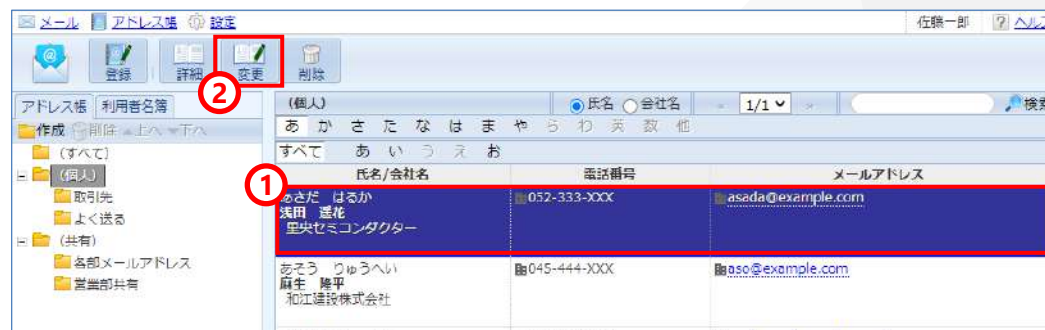 メール アドレス帳 設定 佐藤一郎 ? ヘルプ
登録 詳細 変更 削除
②
アドレス帳 利用者名簿 (個人) 氏名 会社名 1/1 検索
作成 削除 上へ 下へ あ か さ た な は ま や ら わ 英 数 他
(すべて) すべて あ い う え お
(個人) 氏名/会社名 電話番号 メールアドレス
①
取引先 あさだ はるか 052-333-XXX asada@example.com
浅田 遥花
よく送る 里央セミコンダクター
(共有)
各部メールアドレス あそう りゅうへい 045-444-XXX aso@example.com
営業部共有 麻生 隆平
和江建設株式会社